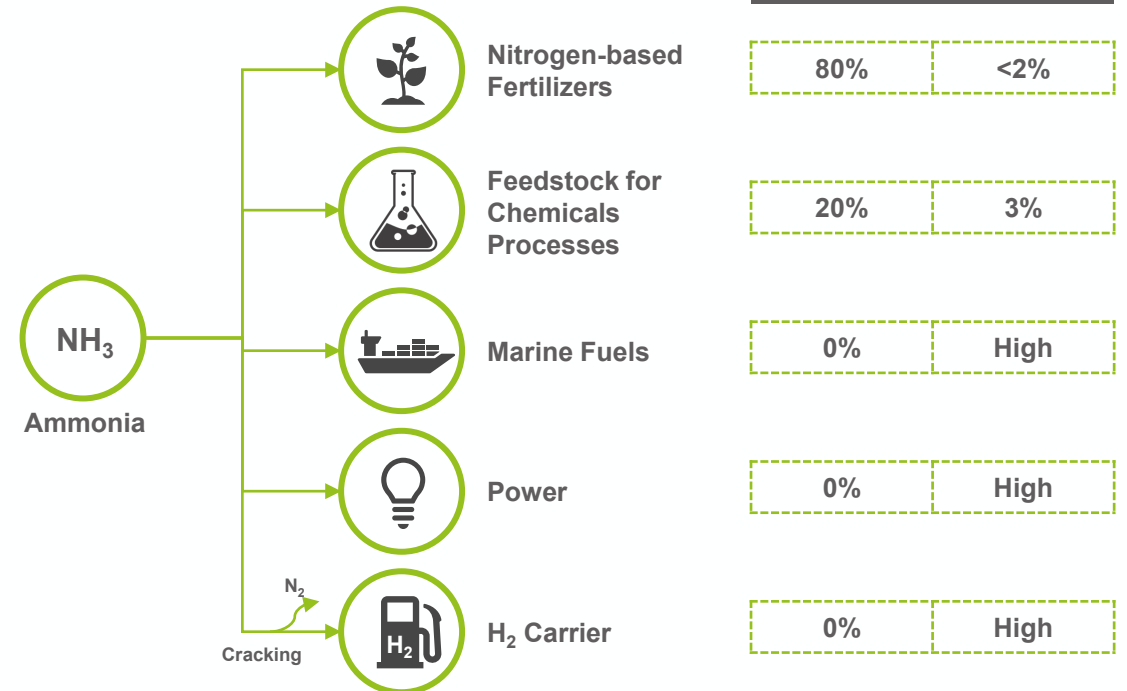 Nitrogen-based
Fertilizers
80%
<2%
Feedstock for
Chemicals
Processes
20%
3%
NH₃
Ammonia
Marine Fuels
0%
High
Power
0%
High
N₂
Cracking
H₂
H₂ Carrier
0%
High